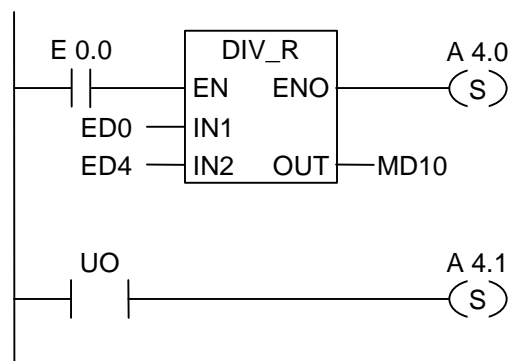 E 0.0 DIV_R A 4.0
EN ENO S
ED0 IN1
ED4 IN2 OUT MD10
UO A 4.1
S